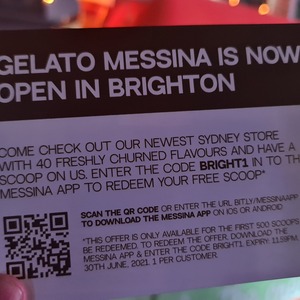 GELATO MESSINA IS NOW
OPEN IN BRIGHTON
COME CHECK OUT OUR NEWEST SYDNEY STORE
WITH 40 FRESHLY CHURNED FLAVOURS AND HAVE A
SCOOP ON US. ENTER THE CODE BRIGHT1 IN TO TH
MESSINA APP TO REDEEM YOUR FREE SCOOP*
SCAN THE QR CODE OR ENTER THE URL BIT.LY/MESSINAAPP
TO DOWNLOAD THE MESSINA APP ON IOS OR ANDROID
*THIS OFFER IS ONLY AVAILABLE FOR THE FIRST 500 SCOOPS
BE REDEEMED. TO REDEEM THE OFFER, DOWNLOAD THE
MESSINA APP & ENTER THE CODE BRIGHT1. EXPIRY 11.59PM,
30TH JUNE, 2021. 1 PER CUSTOMER.